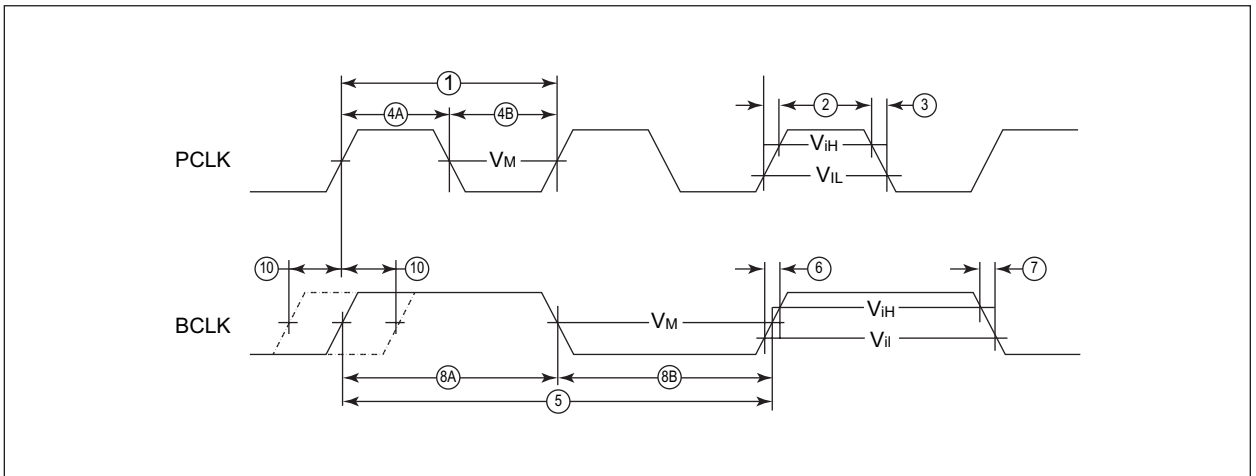 1
4A 4B 2 3
PCLK VM ViH
VIL
10 10 6 7
BCLK VM ViH
Vil
8A 8B
5